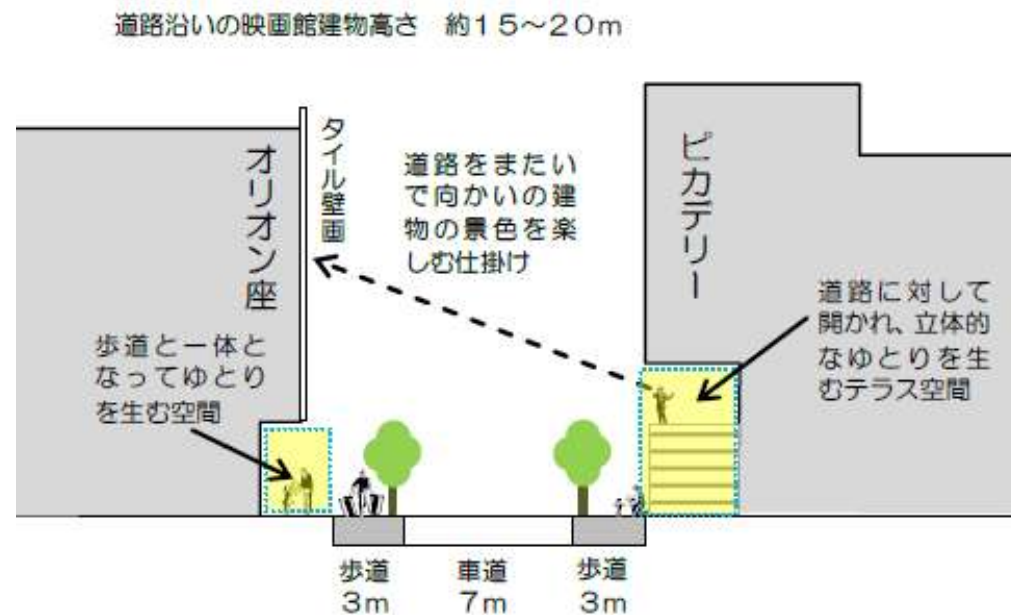 道路沿いの映画館建物高さ 約15～20m
オリオン座
タイル壁画
道路をまたい
で向かいの建
物の景色を楽
しむ仕掛け
ピカデリー
歩道と一体と
なってゆとり
を生む空間
道路に対して
開かれ、立体的
なゆとりを生
むテラス空間
歩道
3m
車道
7m
歩道
3m